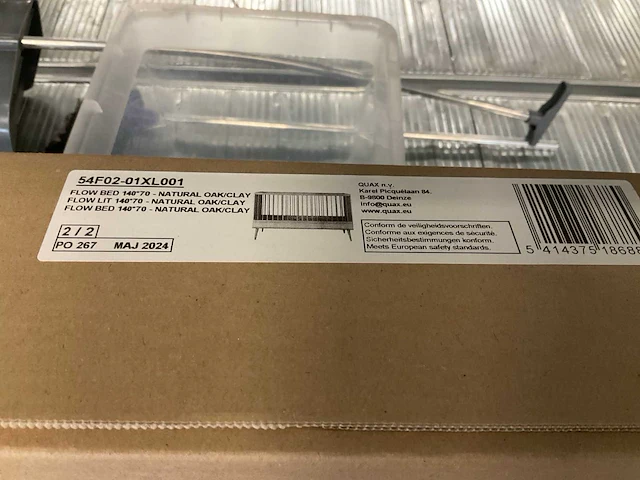 54F02-01XL001
FLOW BED 140*70 - NATURAL OAK/CLAY
FLOW LIT 140*70 - NATURAL OAK/CLAY
FLOW BED 140*70 - NATURAL OAK/CLAY
2 / 2
PO 267 MAJ 2024
QUAX n.v.
Karel Picquélaan 84.
B-9800 Deinze
info@quax.eu
www.quax.eu
Conform de veiligheidsvoorschriften.
Conforme aux exigences de sécurité.
Sicherheitsbestimmungen konform.
Meets European safety standards.
5 414375 18688